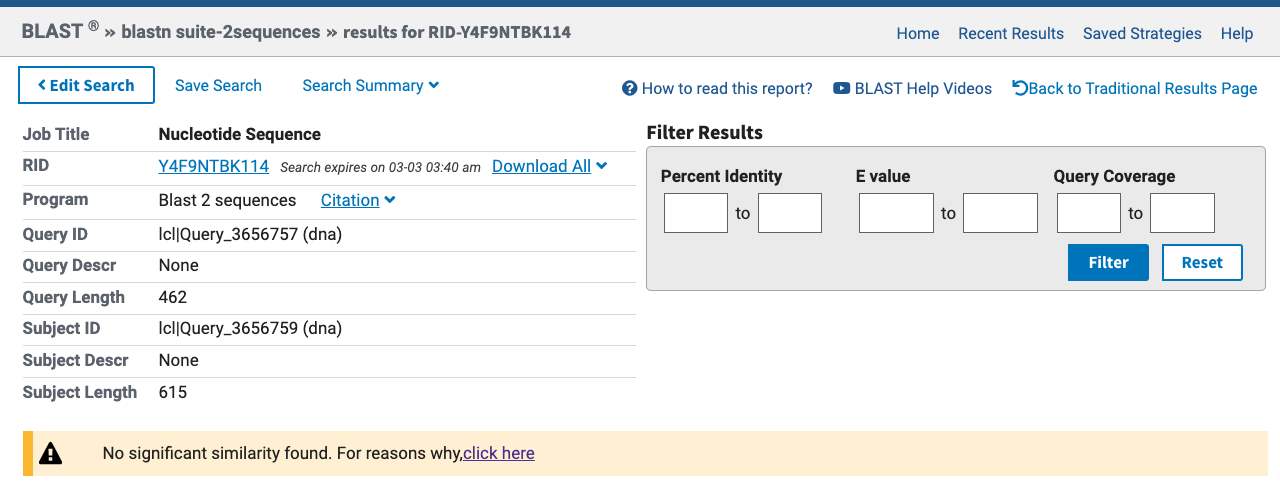 BLAST ® » blastn suite-2sequences » results for RID-Y4F9NTBK114
Home Recent Results Saved Strategies Help
Edit Search Save Search Search Summary
How to read this report? BLAST Help Videos Back to Traditional Results Page
Job Title Nucleotide Sequence
RID Y4F9NTBK114 Search expires on 03-03 03:40 am Download All
Program Blast 2 sequences Citation
Query ID lcl|Query_3656757 (dna)
Query Descr None
Query Length 462
Subject ID lcl|Query_3656759 (dna)
Subject Descr None
Subject Length 615
Filter Results
Percent Identity E value Query Coverage
to to to
Filter Reset
No significant similarity found. For reasons why,click here